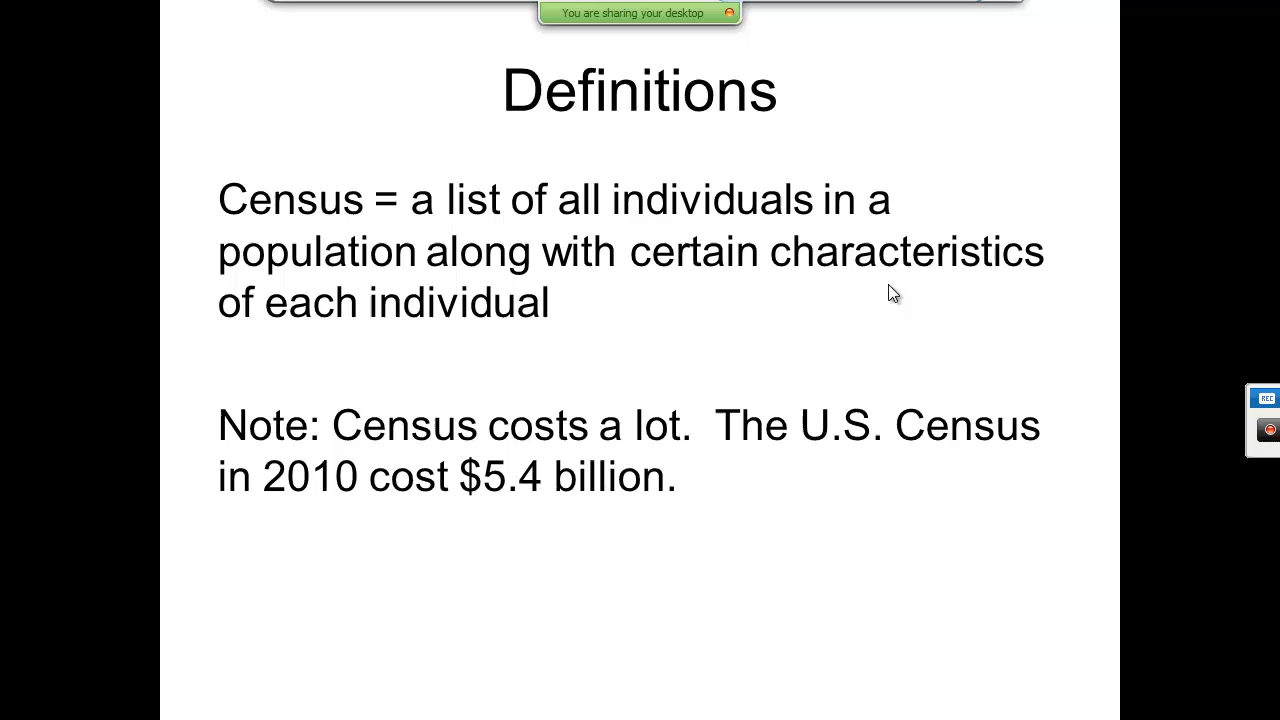 You are sharing your desktop
Definitions
Census = a list of all individuals in a
population along with certain characteristics
of each individual
Note: Census costs a lot.  The U.S. Census
in 2010 cost $5.4 billion.
REC